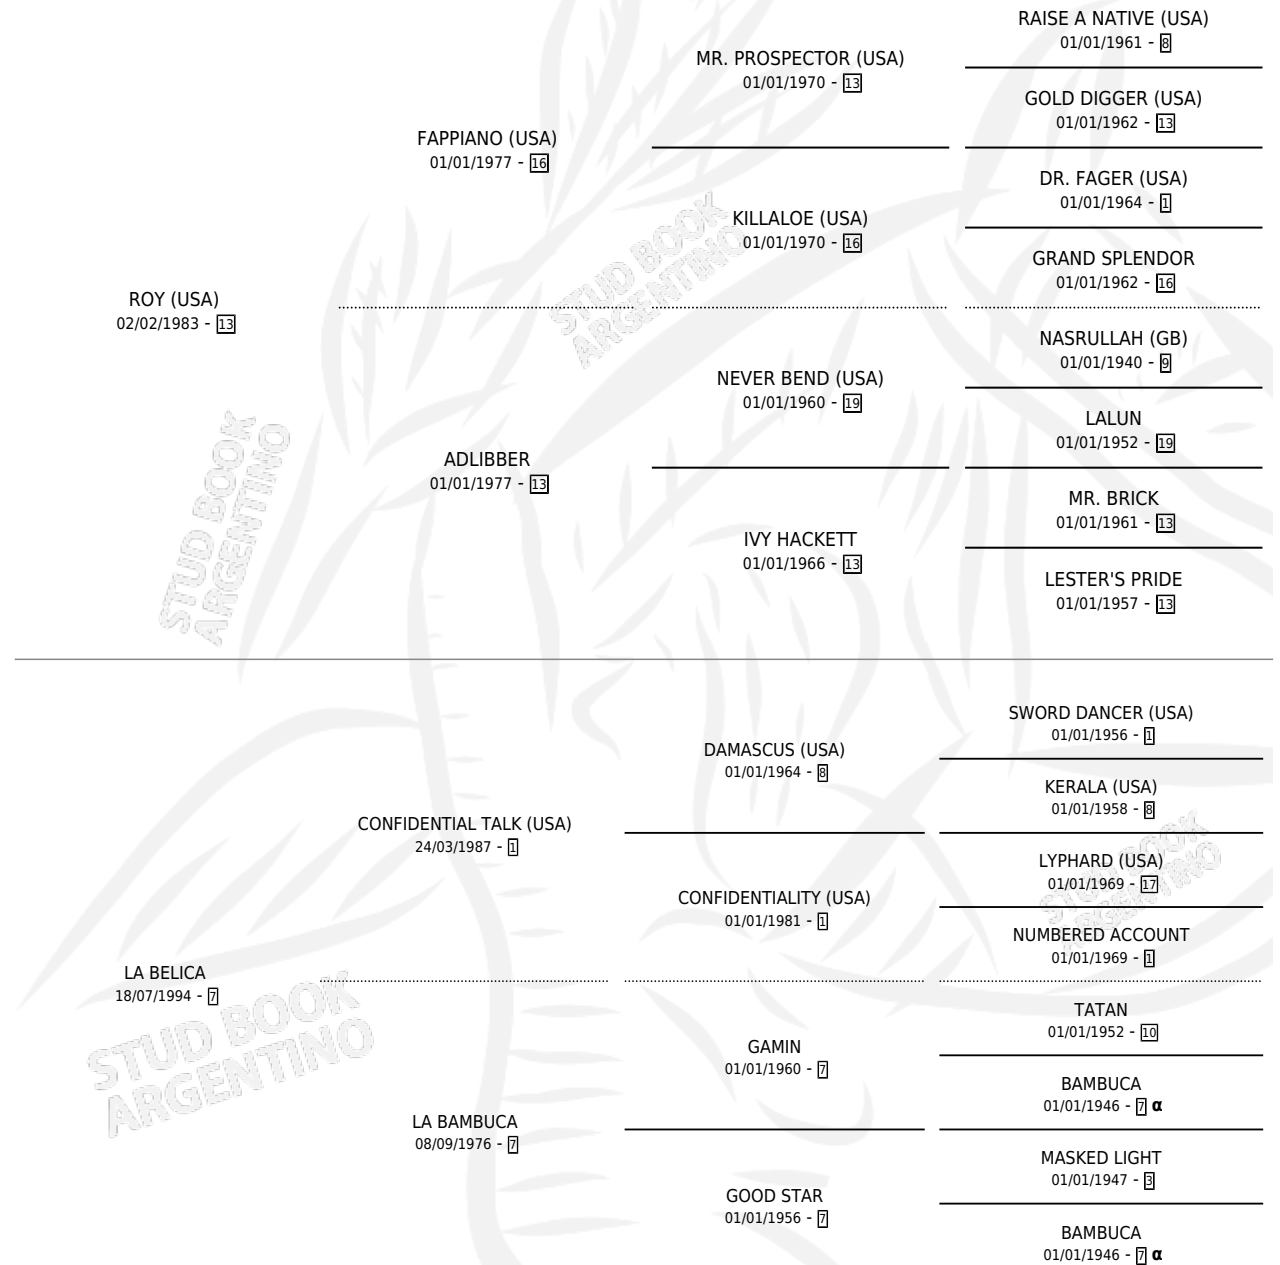 RAISE A NATIVE (USA)
01/01/1961 - 8
MR. PROSPECTOR (USA)
01/01/1970 - 13
GOLD DIGGER (USA)
01/01/1962 - 13
FAPPIANO (USA)
01/01/1977 - 16
DR. FAGER (USA)
01/01/1964 - 1
KILLALOE (USA)
01/01/1970 - 16
GRAND SPLENDOR
01/01/1962 - 16
ROY (USA)
02/02/1983 - 13
NASRULLAH (GB)
01/01/1940 - 9
NEVER BEND (USA)
01/01/1960 - 19
LALUN
01/01/1952 - 19
ADLIBBER
01/01/1977 - 13
MR. BRICK
01/01/1961 - 13
IVY HACKETT
01/01/1966 - 13
LESTER'S PRIDE
01/01/1957 - 13
SWORD DANCER (USA)
01/01/1956 - 1
DAMASCUS (USA)
01/01/1964 - 8
KERALA (USA)
01/01/1958 - 8
CONFIDENTIAL TALK (USA)
24/03/1987 - 1
LYPHARD (USA)
01/01/1969 - 17
CONFIDENTIALITY (USA)
01/01/1981 - 1
NUMBERED ACCOUNT
01/01/1969 - 1
LA BELICA
18/07/1994 - 7
TATAN
01/01/1952 - 10
GAMIN
01/01/1960 - 7
BAMBUCA
01/01/1946 - 7 α
LA BAMBUCA
08/09/1976 - 7
MASKED LIGHT
01/01/1947 - 3
GOOD STAR
01/01/1956 - 7
BAMBUCA
01/01/1946 - 7 α
STUD BOOK
ARGENTINO
STUD BOOK
ARGENTINO
STUD BOOK
ARGENTINO
STUD BOOK
ARGENTINO